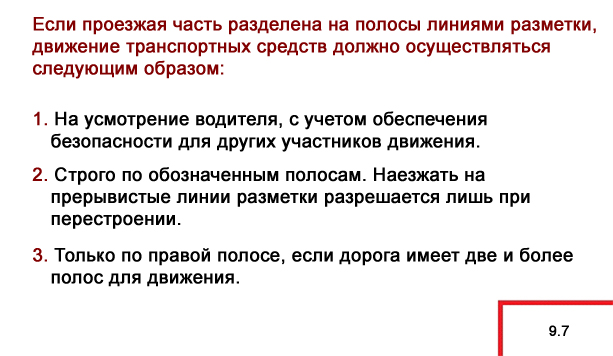 Если проезжая часть разделена на полосы линиями разметки,
движение транспортных средств должно осуществляться
следующим образом:
1. На усмотрение водителя, с учетом обеспечения
безопасности для других участников движения.
2. Строго по обозначенным полосам. Наезжать на
прерывистые линии разметки разрешается лишь при
перестроении.
3. Только по правой полосе, если дорога имеет две и более
полос для движения.
9.7